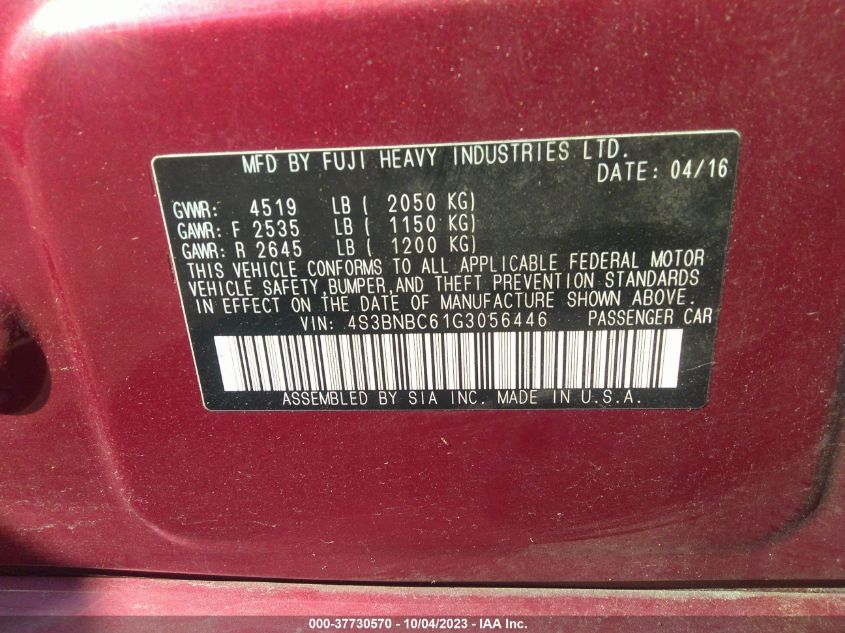 MFD BY FUJI HEAVY INDUSTRIES LTD.
DATE: 04/16
GVWR: 4519 LB ( 2050 KG)
GAWR: F 2535 LB ( 1150 KG)
GAWR: R 2645 LB ( 1200 KG)
THIS VEHICLE CONFORMS TO ALL APPLICABLE FEDERAL MOTOR
VEHICLE SAFETY,BUMPER,AND THEFT PREVENTION STANDARDS
IN EFFECT ON THE DATE OF MANUFACTURE SHOWN ABOVE.
VIN: 4S3BNBC61G3056446 PASSENGER CAR
ASSEMBLED BY SIA INC. MADE IN U.S.A.
000-37730570 - 10/04/2023 - IAA Inc.